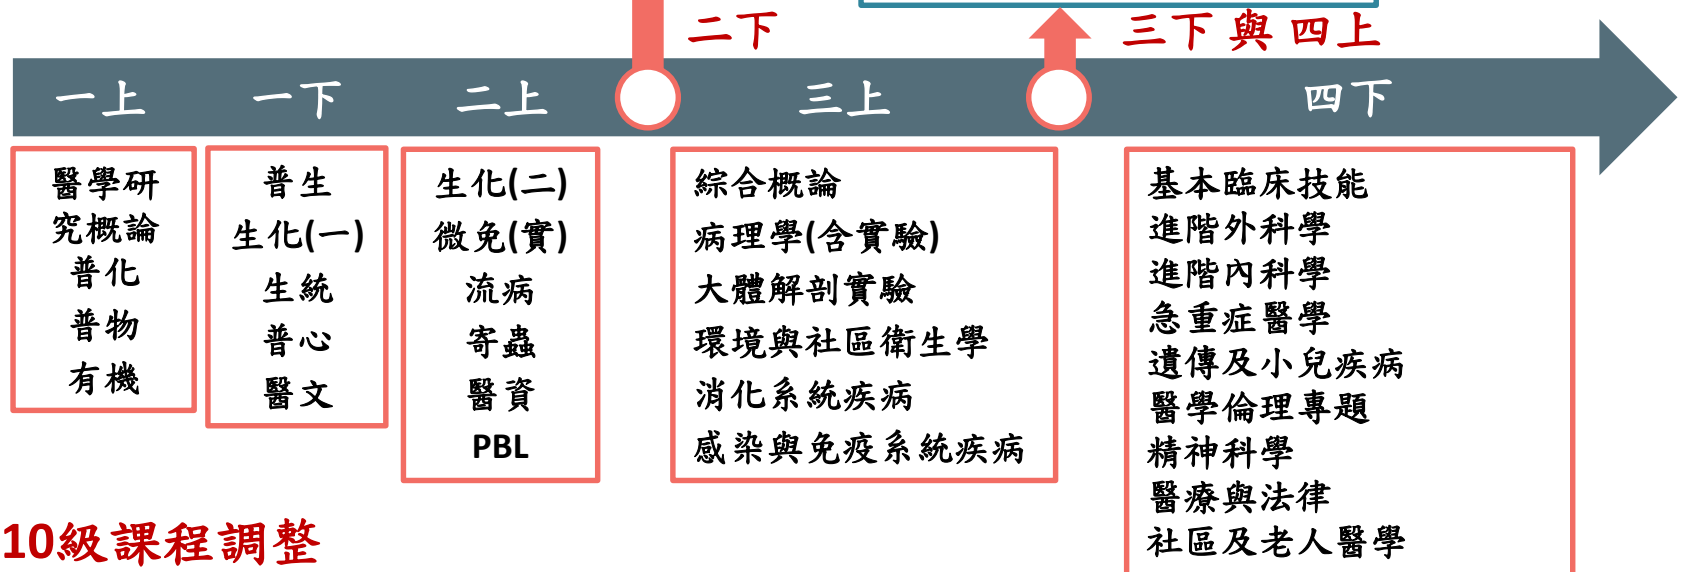 二下
三下 與 四上
一上
一下
二上
三上
四下
醫學研
究概論
普化
普物
有機
普生
生化(一)
生統
普心
醫文
生化(二)
微免(實)
流病
寄蟲
醫資
PBL
綜合概論
病理學(含實驗)
大體解剖實驗
環境與社區衛生學
消化系統疾病
感染與免疫系統疾病
基本臨床技能
進階外科學
進階內科學
急重症醫學
遺傳及小兒疾病
醫學倫理專題
精神科學
醫療與法律
社區及老人醫學
10級課程調整